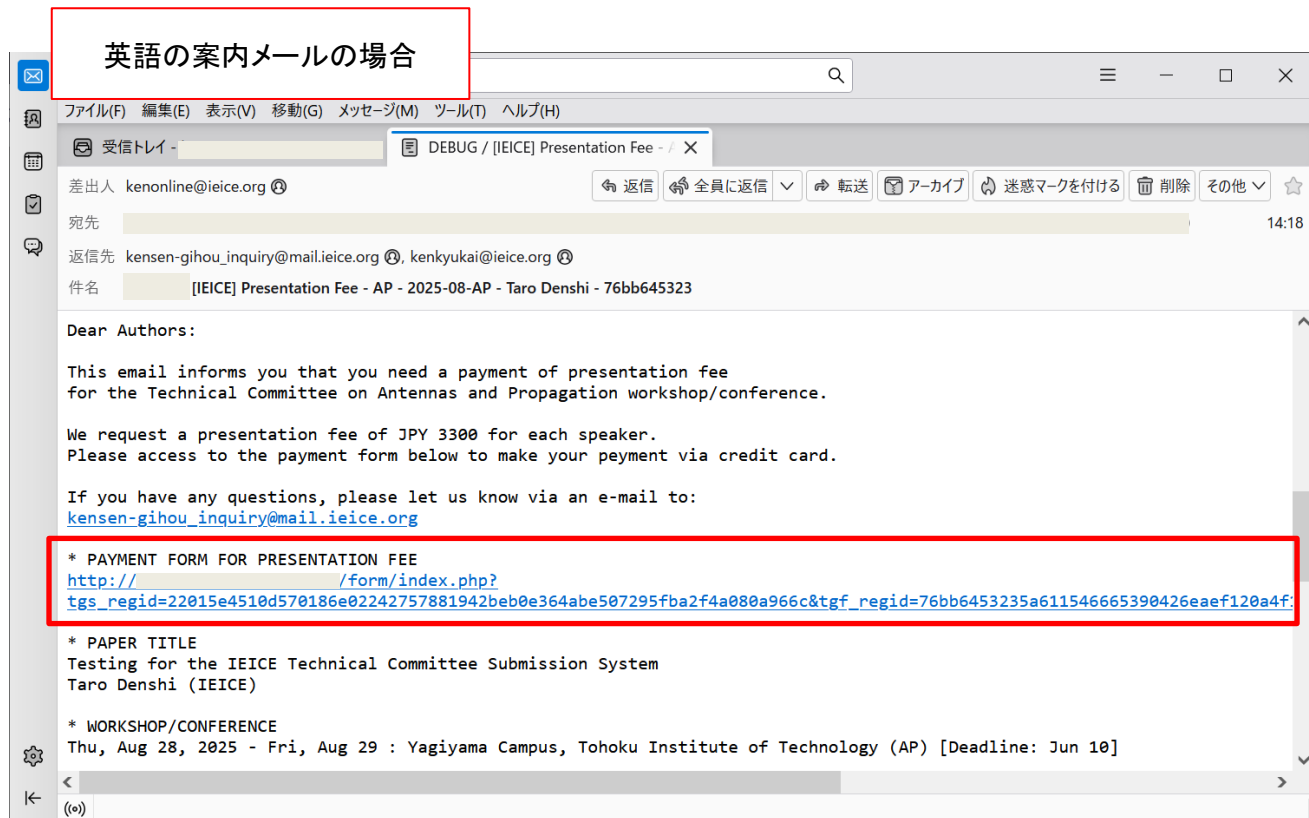 英語の案内メールの場合
ファイル(F) 編集(E) 表示(V) 移動(G) メッセージ(M) ツール(T) ヘルプ(H)
受信トレイ -
DEBUG / [IEICE] Presentation Fee - A
差出人 kenonline@ieice.org
返信 全員に返信 転送 アーカイブ 迷惑マークを付ける 削除 その他
宛先
14:18
返信先 kensen-gihou_inquiry@mail.ieice.org, kenkyukai@ieice.org
件名 [IEICE] Presentation Fee - AP - 2025-08-AP - Taro Denshi - 76bb645323
Dear Authors:
This email informs you that you need a payment of presentation fee
for the Technical Committee on Antennas and Propagation workshop/conference.
We request a presentation fee of JPY 3300 for each speaker.
Please access to the payment form below to make your peyment via credit card.
If you have any questions, please let us know via an e-mail to:
kensen-gihou_inquiry@mail.ieice.org
* PAYMENT FORM FOR PRESENTATION FEE
http:// /form/index.php?
tgs_regid=22015e4510d570186e02242757881942beb0e364abe507295fba2f4a080a966c&tgf_regid=76bb6453235a611546665390426eaef120a4f
* PAPER TITLE
Testing for the IEICE Technical Committee Submission System
Taro Denshi (IEICE)
* WORKSHOP/CONFERENCE
Thu, Aug 28, 2025 - Fri, Aug 29 : Yagiyama Campus, Tohoku Institute of Technology (AP) [Deadline: Jun 10]